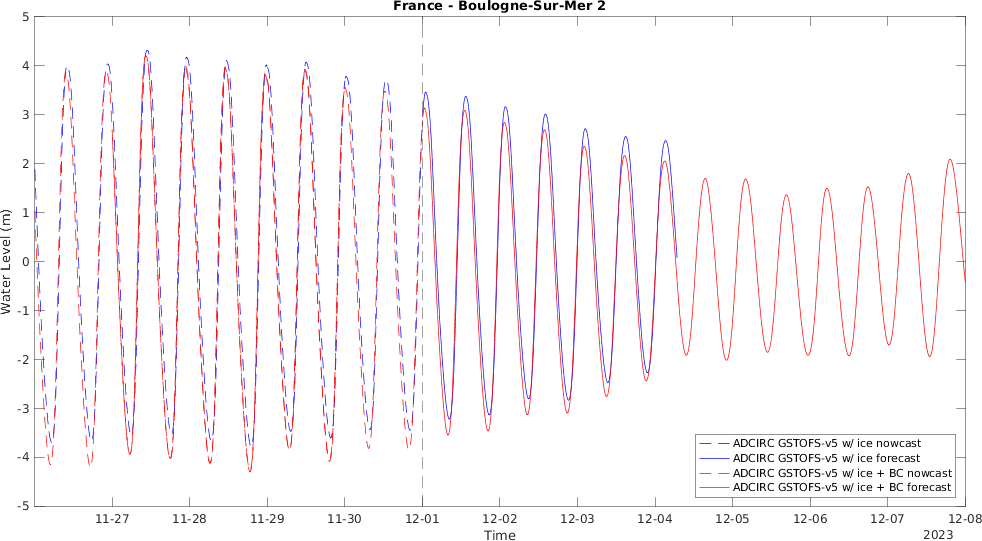 France - Boulogne-Sur-Mer 2
5
4
3
2
1
0
-1
-2
-3
-4
-5
Water Level (m)
ADCIRC GSTOFS-v5 w/ ice nowcast
ADCIRC GSTOFS-v5 w/ ice forecast
ADCIRC GSTOFS-v5 w/ ice + BC nowcast
ADCIRC GSTOFS-v5 w/ ice + BC forecast
11-27 11-28 11-29 11-30 12-01 12-02 12-03 12-04 12-05 12-06 12-07 12-08
Time
2023